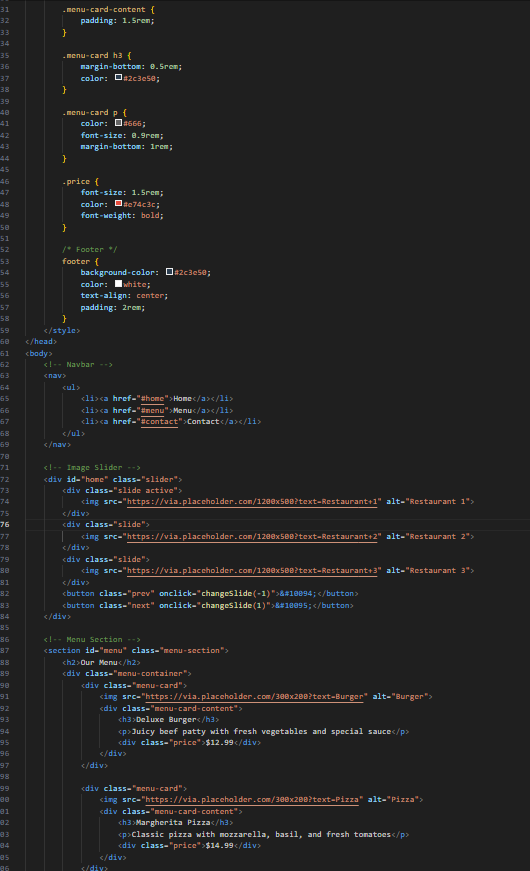 31 .menu-card-content {
32 padding: 1.5rem;
33 }
34
35 .menu-card h3 {
36 margin-bottom: 0.5rem;
37 color: #2c3e50;
38 }
39
40 .menu-card p {
41 color: #666;
42 font-size: 0.9rem;
43 margin-bottom: 1rem;
44 }
45
46 .price {
47 font-size: 1.5rem;
48 color: #e74c3c;
49 font-weight: bold;
50 }
51
52 /* Footer */
53 footer {
54 background-color: #2c3e50;
55 color: white;
56 text-align: center;
57 padding: 2rem;
58 }
59 </style>
60 </head>
61 <body>
62 <!-- Navbar -->
63 <nav>
64 <ul>
65 <li><a href="#home">Home</a></li>
66 <li><a href="#menu">Menu</a></li>
67 <li><a href="#contact">Contact</a></li>
68 </ul>
69 </nav>
70
71 <!-- Image Slider -->
72 <div id="home" class="slider">
73 <div class="slide active">
74 <img src="https://via.placeholder.com/1200x500?text=Restaurant+1" alt="Restaurant 1">
75 </div>
76 <div class="slide">
77 <img src="https://via.placeholder.com/1200x500?text=Restaurant+2" alt="Restaurant 2">
78 </div>
79 <div class="slide">
80 <img src="https://via.placeholder.com/1200x500?text=Restaurant+3" alt="Restaurant 3">
81 </div>
82 <button class="prev" onclick="changeSlide(-1)">&#10094;</button>
83 <button class="next" onclick="changeSlide(1)">&#10095;</button>
84 </div>
85
86 <!-- Menu Section -->
87 <section id="menu" class="menu-section">
88 <h2>Our Menu</h2>
89 <div class="menu-container">
90 <div class="menu-card">
91 <img src="https://via.placeholder.com/300x200?text=Burger" alt="Burger">
92 <div class="menu-card-content">
93 <h3>Deluxe Burger</h3>
94 <p>Juicy beef patty with fresh vegetables and special sauce</p>
95 <div class="price">$12.99</div>
96 </div>
97 </div>
98
99 <div class="menu-card">
00 <img src="https://via.placeholder.com/300x200?text=Pizza" alt="Pizza">
01 <div class="menu-card-content">
02 <h3>Margherita Pizza</h3>
03 <p>Classic pizza with mozzarella, basil, and fresh tomatoes</p>
04 <div class="price">$14.99</div>
05 </div>
06 </div>